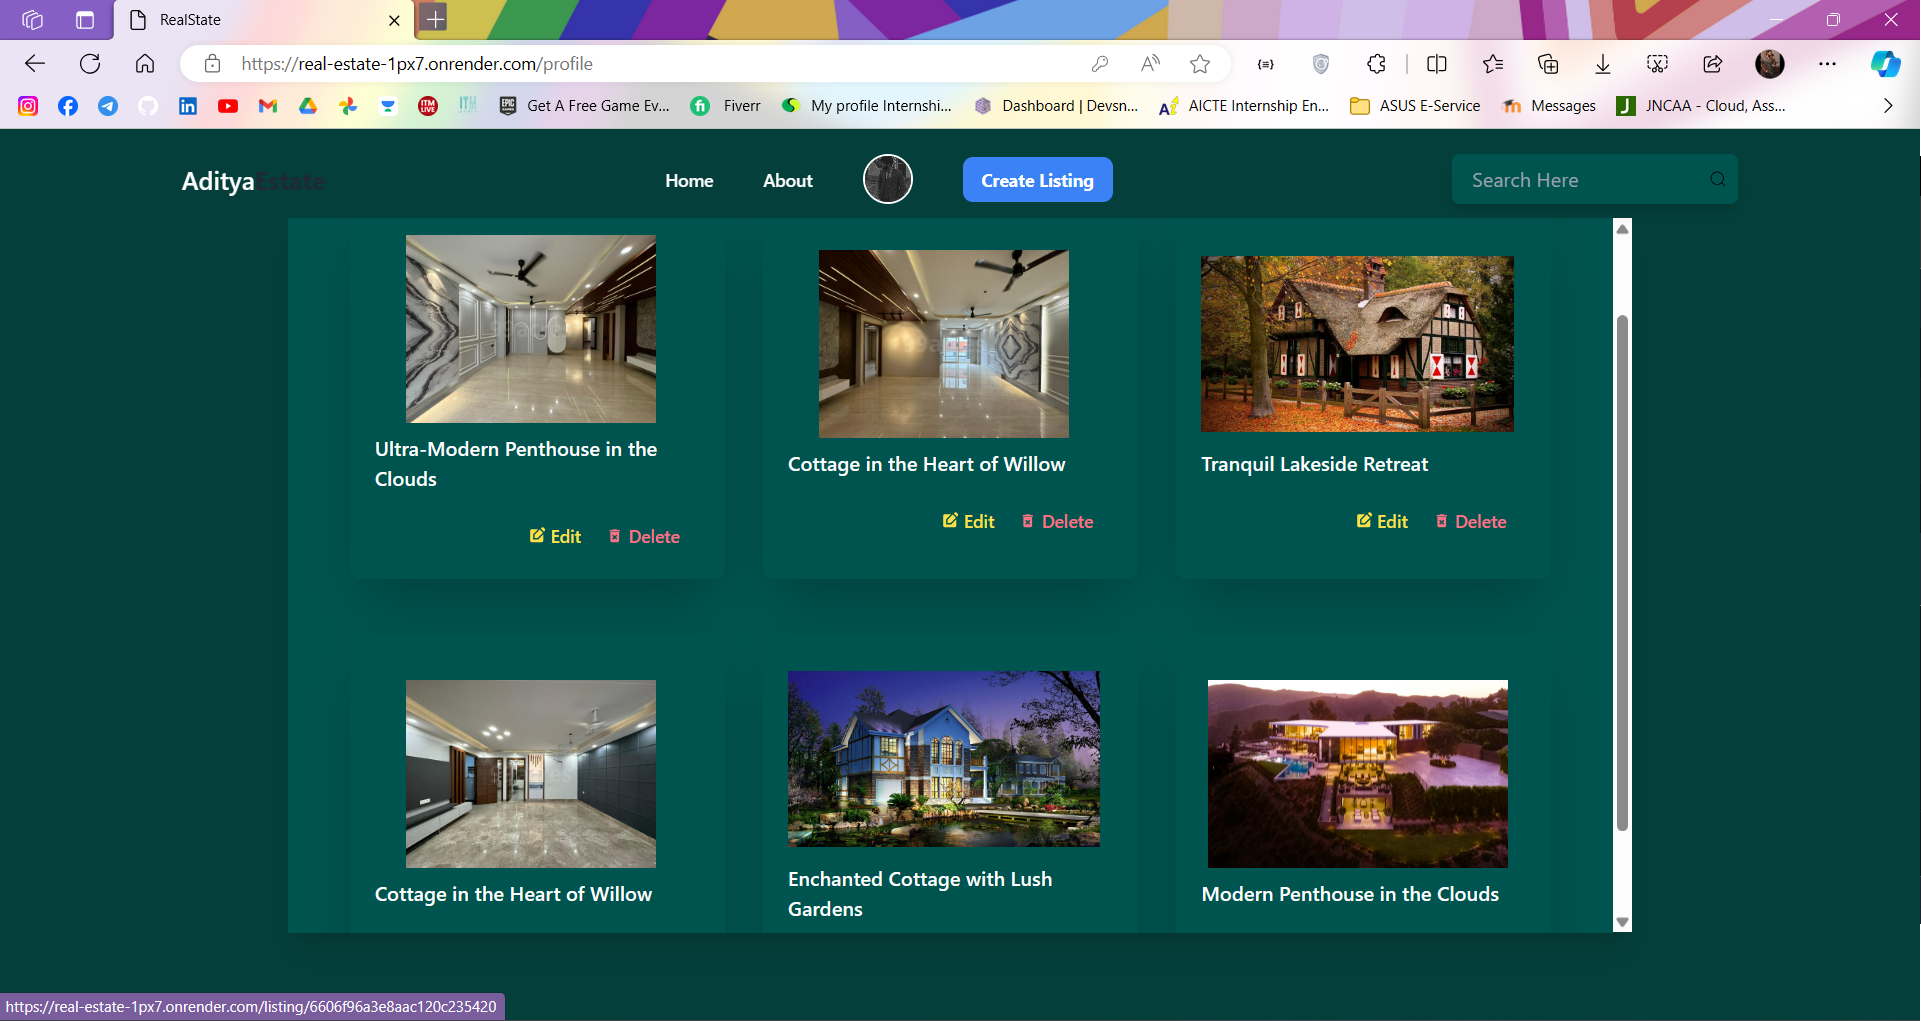 RealState
https://real-estate-1px7.onrender.com/profile
ITM LIVE
EPIC GAMES
Get A Free Game Ev...
Fiverr
My profile Internshi...
Dashboard | Devsn...
AICTE Internship En...
ASUS E-Service
Messages
JNCAA - Cloud, Ass...
AdityaEstate
Home
About
Create Listing
Search Here
Ultra-Modern Penthouse in the
Clouds
Edit
Delete
Cottage in the Heart of Willow
Edit
Delete
Tranquil Lakeside Retreat
Edit
Delete
Cottage in the Heart of Willow
Enchanted Cottage with Lush
Gardens
Modern Penthouse in the Clouds
https://real-estate-1px7.onrender.com/listing/6606f96a3e8aac120c235420